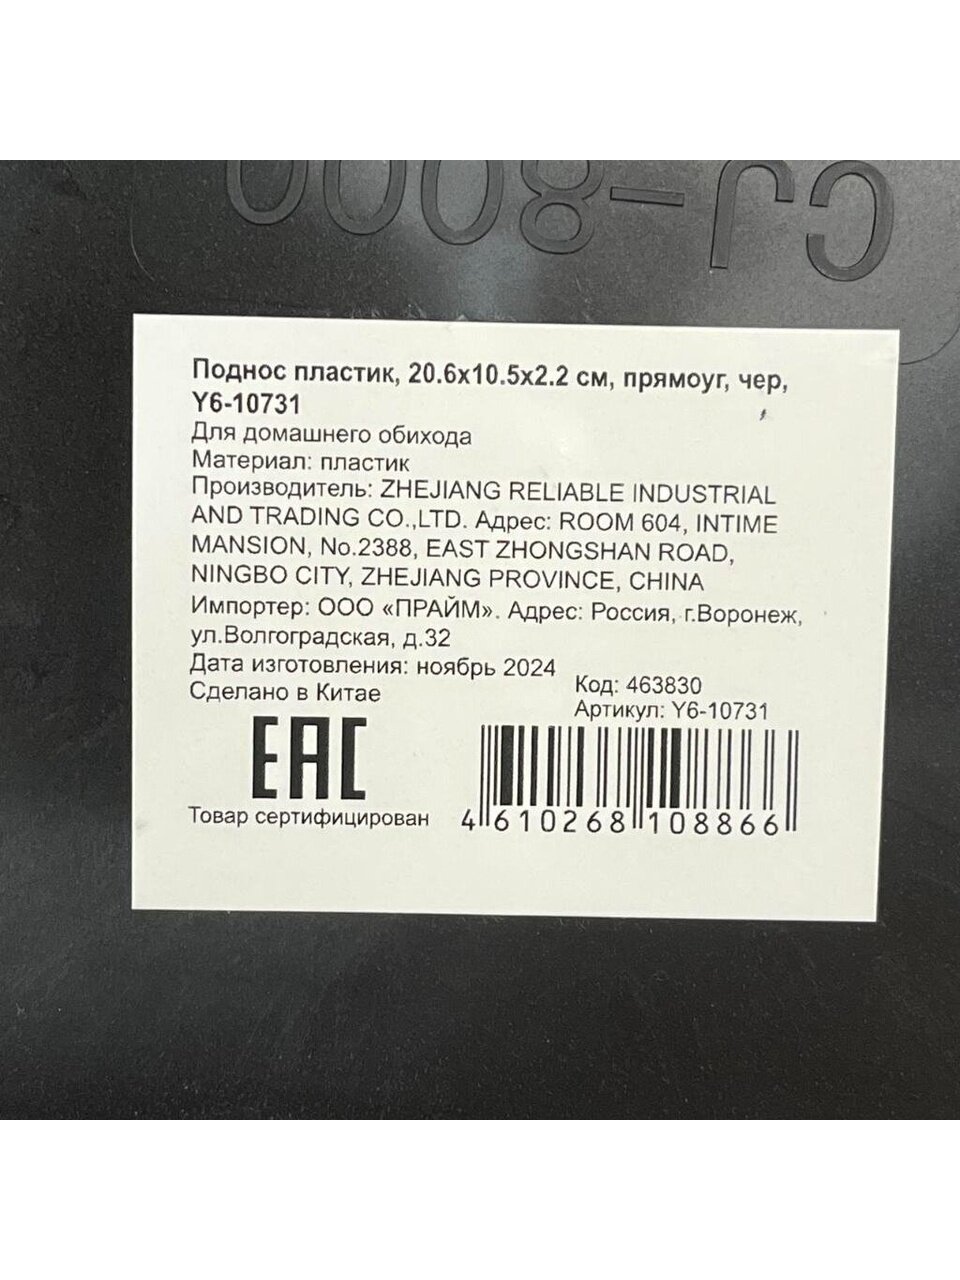 CJ-8000
Поднос пластик, 20.6х10.5х2.2 см, прямоуг, чер,
Y6-10731
Для домашнего обихода
Материал: пластик
Производитель: ZHEJIANG RELIABLE INDUSTRIAL
AND TRADING CO.,LTD. Адрес: ROOM 604, INTIME
MANSION, No.2388, EAST ZHONGSHAN ROAD,
NINGBO CITY, ZHEJIANG PROVINCE, CHINA
Импортер: ООО «ПРАЙМ». Адрес: Россия, г.Воронеж,
ул.Волгоградская, д.32
Дата изготовления: ноябрь 2024
Сделано в Китае
Код: 463830
Артикул: Y6-10731
EAC
Товар сертифицирован
4 610268 108866